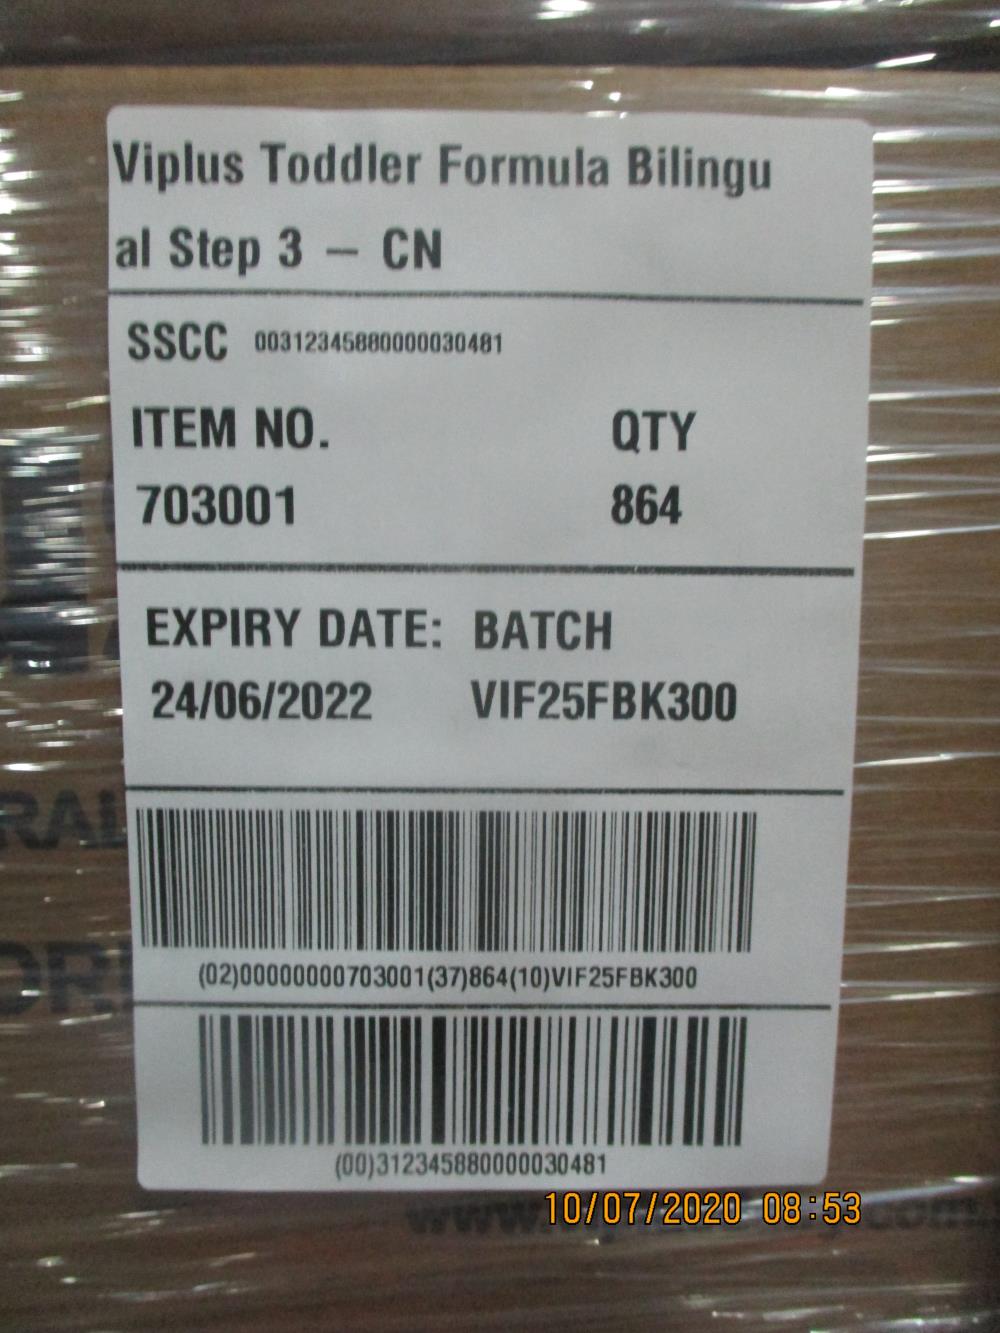 Viplus Toddler Formula Bilingu
al Step 3 – CN
SSCC 00312345880000030481
ITEM NO. QTY
703001 864
EXPIRY DATE: BATCH
24/06/2022 VIF25FBK300
(02)00000000703001(37)864(10)VIF25FBK300
(00)312345880000030481
10/07/2020 08:53